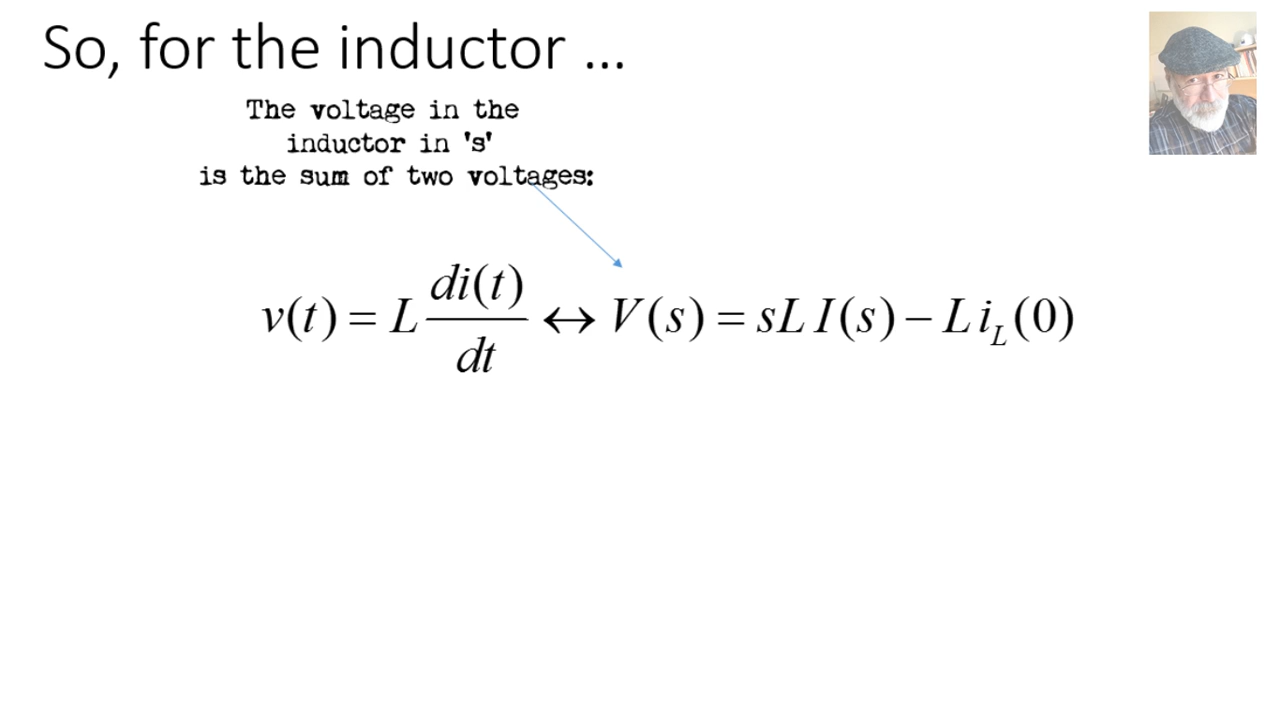 So, for the inductor ...
The voltage in the
inductor in 's'
is the sum of two voltages:
v(t) = L di(t)/dt ↔ V(s) = sL I(s) − L i_L(0)